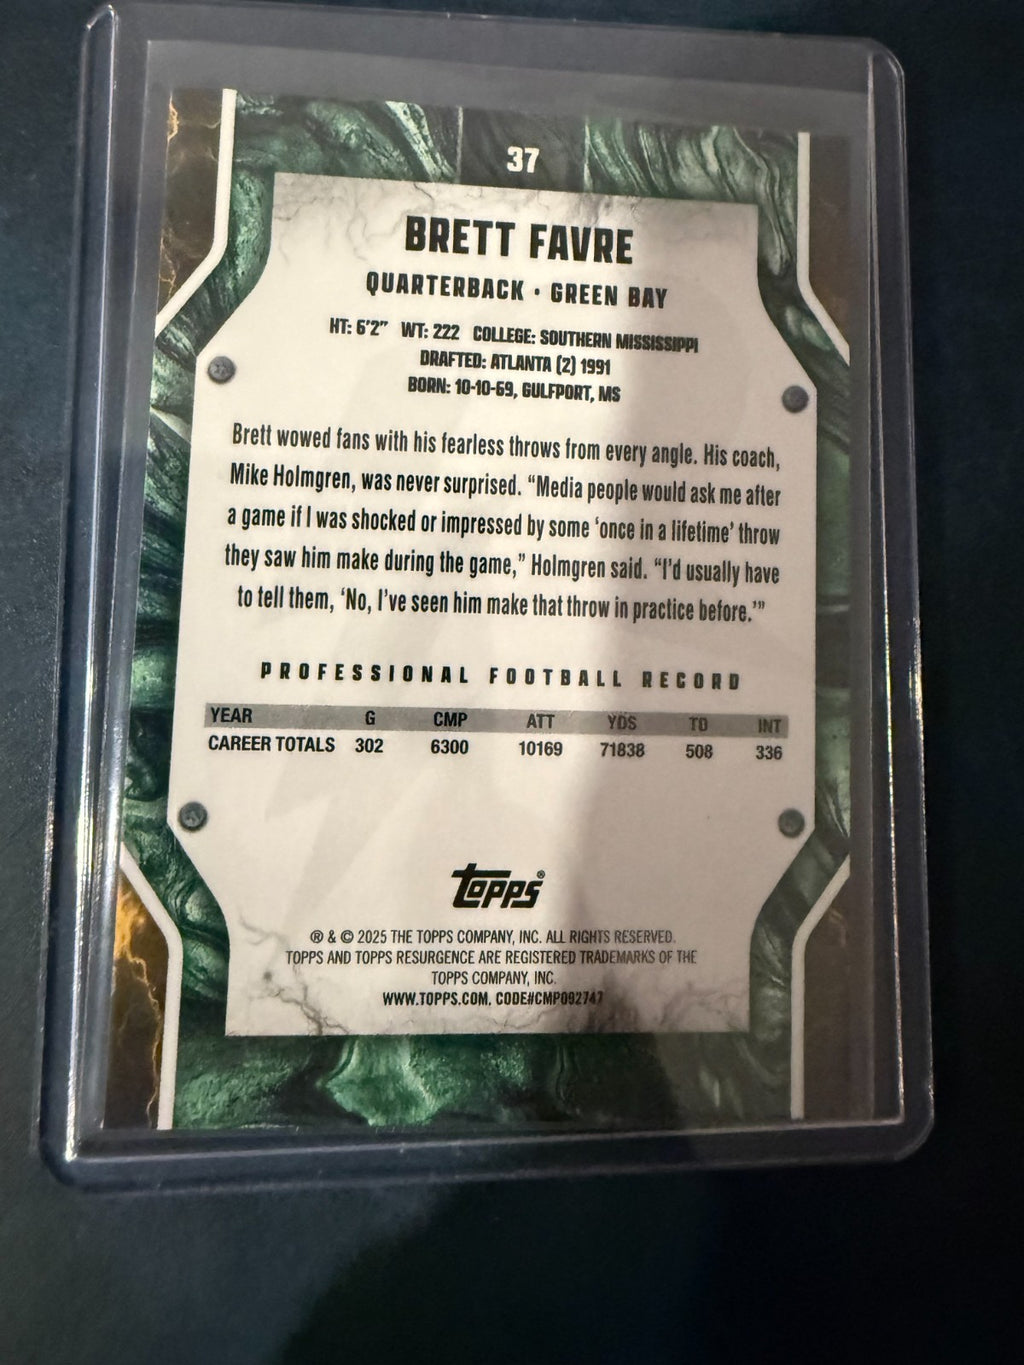 37
BRETT FAVRE
QUARTERBACK • GREEN BAY
HT: 6'2" WT: 222 COLLEGE: SOUTHERN MISSISSIPPI
DRAFTED: ATLANTA (2) 1991
BORN: 10-10-69, GULFPORT, MS
Brett wowed fans with his fearless throws from every angle. His coach,
Mike Holmgren, was never surprised. “Media people would ask me after
a game if I was shocked or impressed by some ‘once in a lifetime’ throw
they saw him make during the game,” Holmgren said. “I’d usually have
to tell them, ‘No, I’ve seen him make that throw in practice before.’”
PROFESSIONAL FOOTBALL RECORD
YEAR G CMP ATT YDS TD INT
CAREER TOTALS 302 6300 10169 71838 508 336
topps®
® & © 2025 THE TOPPS COMPANY, INC. ALL RIGHTS RESERVED.
TOPPS AND TOPPS RESURGENCE ARE REGISTERED TRADEMARKS OF THE
TOPPS COMPANY, INC.
WWW.TOPPS.COM. CODE#CMP092747